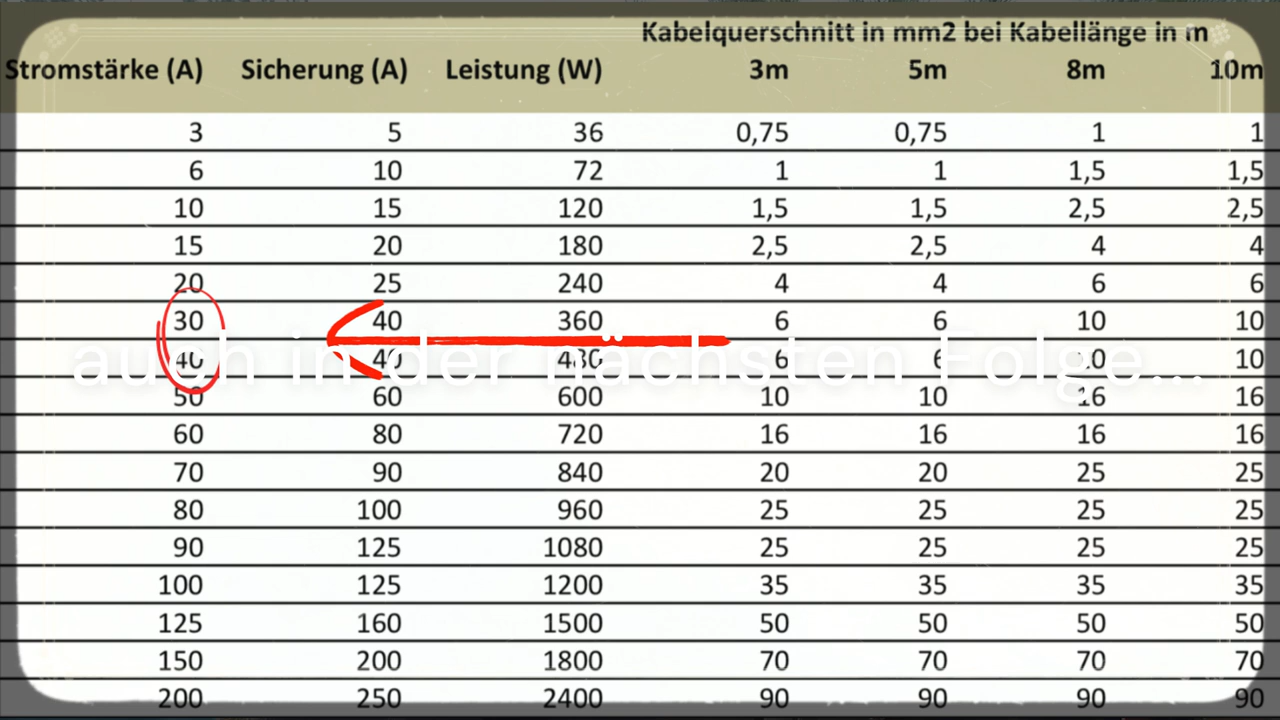 Kabelquerschnitt in mm2 bei Kabellänge in m
Stromstärke (A) Sicherung (A) Leistung (W) 3m 5m 8m 10m
3 5 36 0,75 0,75 1 1
6 10 72 1 1 1,5 1,5
10 15 120 1,5 1,5 2,5 2,5
15 20 180 2,5 2,5 4 4
20 25 240 4 4 6 6
30 40 360 6 6 10 10
40 40 480 6 6 10 10
auch in der nächsten Folge...
50 60 600 10 10 16 16
60 80 720 16 16 16 16
70 90 840 20 20 25 25
80 100 960 25 25 25 25
90 125 1080 25 25 25 25
100 125 1200 35 35 35 35
125 160 1500 50 50 50 50
150 200 1800 70 70 70 70
200 250 2400 90 90 90 90